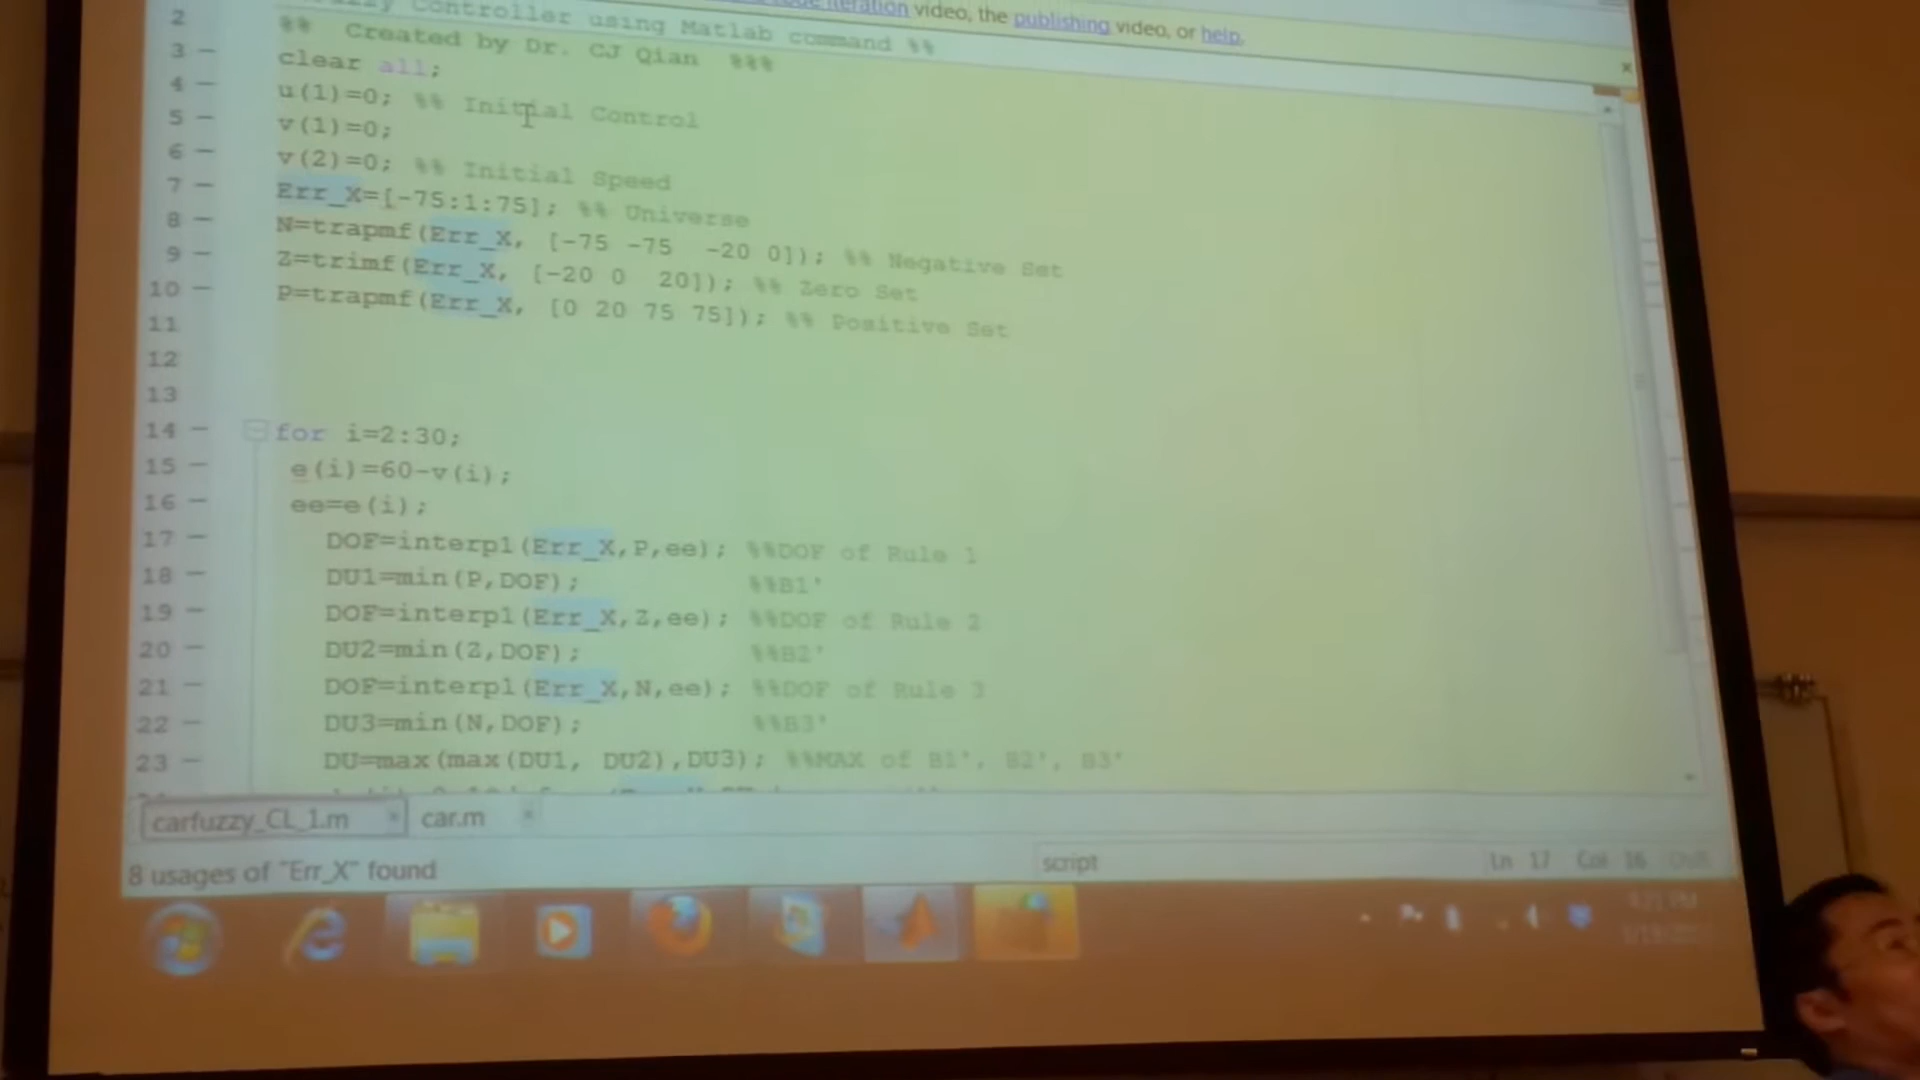 iteration video, the publishing video, or help.
2 Controller using Matlab command %%
3 - %% Created by Dr. CJ Qian %%%
4 - clear all;
5 - u(1)=0; %% Initial Control
6 - v(1)=0;
7 - v(2)=0; %% Initial Speed
8 - Err_X=[-75:1:75]; %% Universe
9 - N=trapmf(Err_X, [-75 -75 -20 0]); %% Negative Set
10 - Z=trimf(Err_X, [-20 0 20]); %% Zero Set
11 P=trapmf(Err_X, [0 20 75 75]); %% Positive Set
12
13
14 - for i=2:30;
15 - e(i)=60-v(i);
16 - ee=e(i);
17 - DOF=interp1(Err_X,P,ee); %%DOF of Rule 1
18 - DU1=min(P,DOF); %%B1'
19 - DOF=interp1(Err_X,Z,ee); %%DOF of Rule 2
20 - DU2=min(Z,DOF); %%B2'
21 - DOF=interp1(Err_X,N,ee); %%DOF of Rule 3
22 - DU3=min(N,DOF); %%B3'
23 - DU=max(max(DU1, DU2),DU3); %%MAX of B1', B2', B3'
carfuzzy_CL_1.m car.m
8 usages of "Err_X" found script Ln 17 Col 16